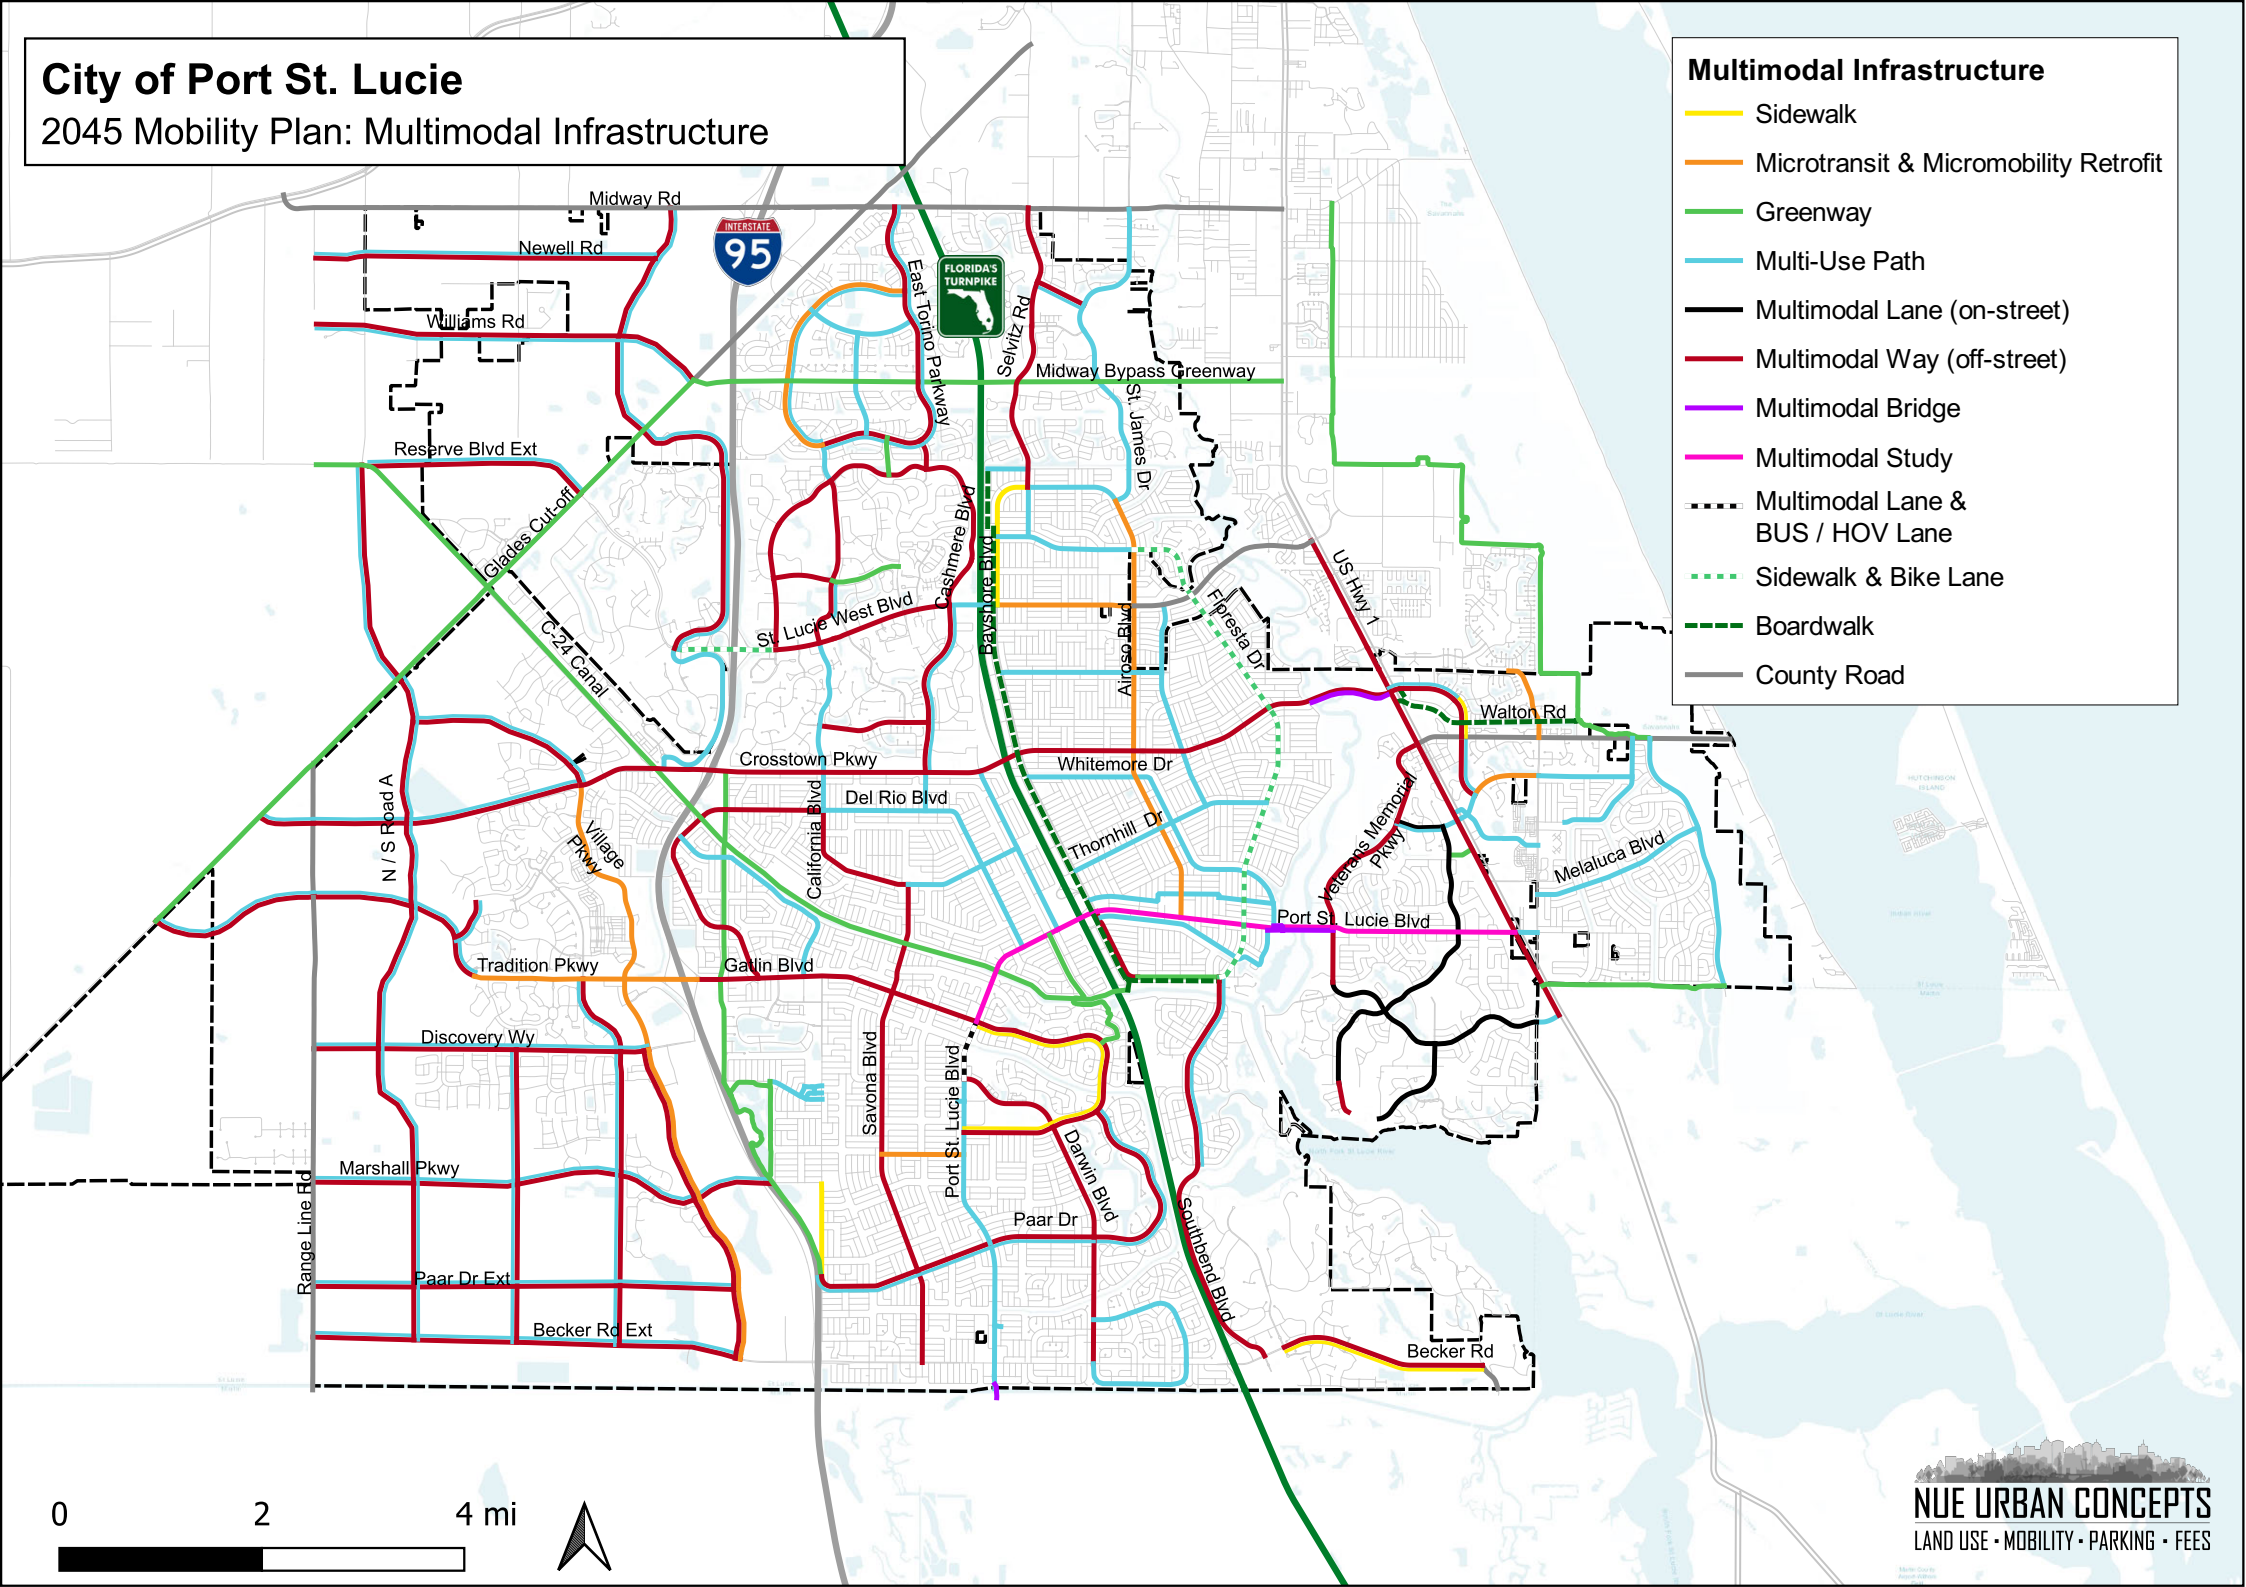 City of Port St. Lucie
2045 Mobility Plan: Multimodal Infrastructure
Multimodal Infrastructure
Sidewalk
Microtransit & Micromobility Retrofit
Greenway
Multi-Use Path
Multimodal Lane (on-street)
Multimodal Way (off-street)
Multimodal Bridge
Multimodal Study
Multimodal Lane &
BUS / HOV Lane
Sidewalk & Bike Lane
Boardwalk
County Road
Midway Rd
Newell Rd
INTERSTATE
95
FLORIDA'S
TURNPIKE
East Torino Parkway
Selvitz Rd
Williams Rd
Midway Bypass Greenway
St. James Dr
Reserve Blvd Ext
Glades Cut-off
Cashmere Blvd
Bayshore Blvd
US Hwy 1
St. Lucie West Blvd
Airoso Blvd
Floresta Dr
C-24 Canal
Walton Rd
Crosstown Pkwy
Whitemore Dr
Del Rio Blvd
N / S Road A
California Blvd
Village
Pkwy
Thornhill Dr
Veterans Memorial
Pkwy
Melaluca Blvd
Port St. Lucie Blvd
Tradition Pkwy
Gatlin Blvd
Discovery Wy
Savona Blvd
Port St. Lucie Blvd
Darwin Blvd
Marshall Pkwy
Range Line Rd
Paar Dr
Southbend Blvd
Paar Dr Ext
Becker Rd Ext
Becker Rd
HUTCHINSON
ISLAND
0 2 4 mi
NUE URBAN CONCEPTS
LAND USE • MOBILITY • PARKING • FEES